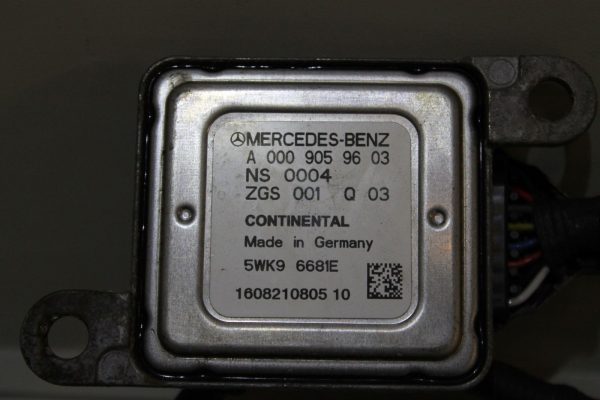 MERCEDES-BENZ
A 000 905 96 03
NS 0004
ZGS 001 Q 03
CONTINENTAL
Made in Germany
5WK9 6681E
1608210805 10